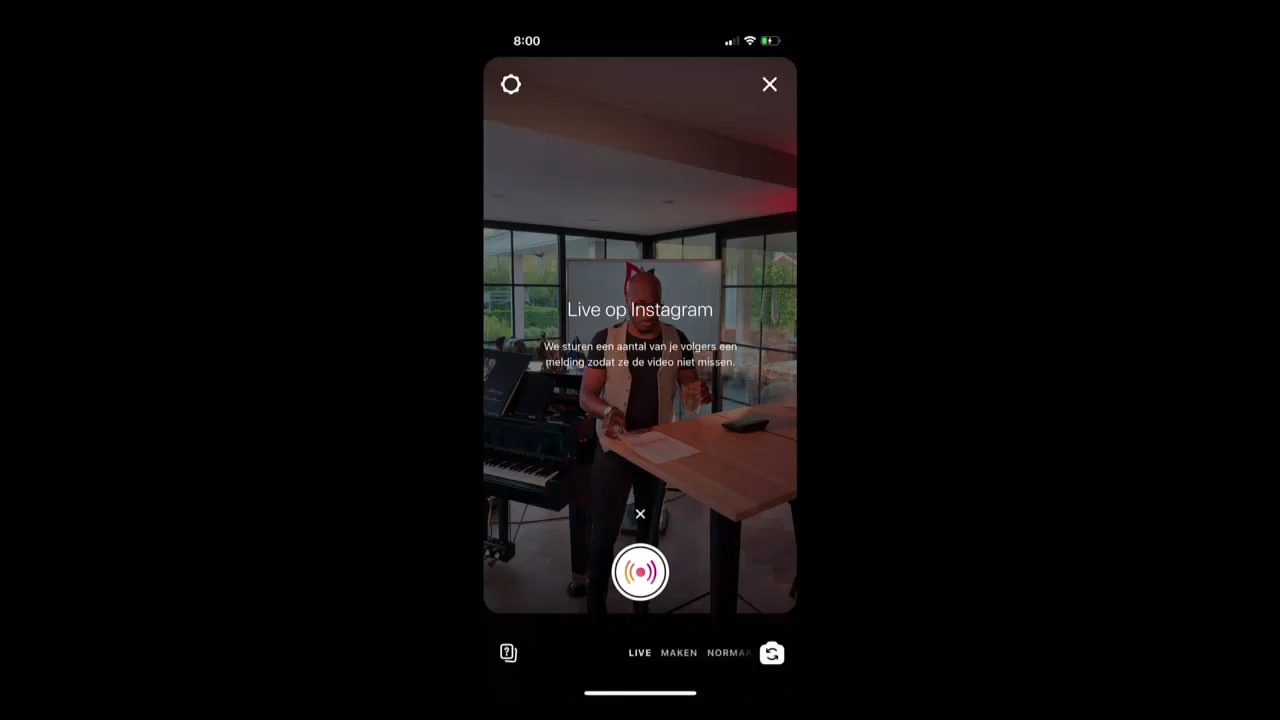 8:00
Live op Instagram
We sturen een aantal van je volgers een
melding zodat ze de video niet missen.
LIVE MAKEN NORMAA